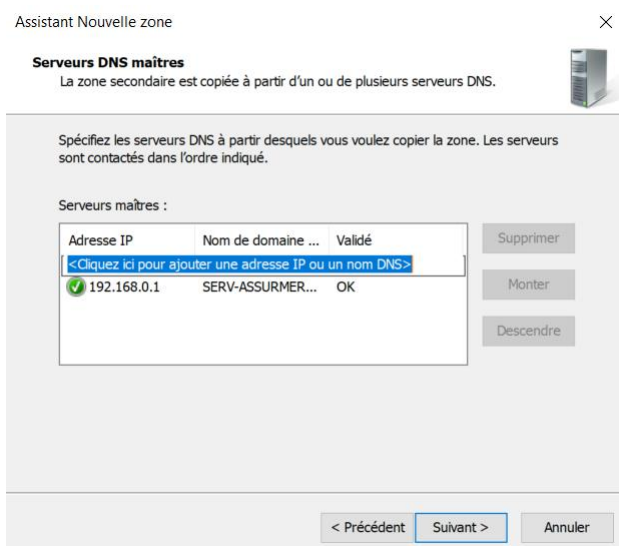 Assistant Nouvelle zone
Serveurs DNS maîtres
La zone secondaire est copiée à partir d'un ou de plusieurs serveurs DNS.
Spécifiez les serveurs DNS à partir desquels vous voulez copier la zone. Les serveurs
sont contactés dans l'ordre indiqué.
Serveurs maîtres :
Adresse IP Nom de domaine ... Validé
<Cliquez ici pour ajouter une adresse IP ou un nom DNS>
192.168.0.1 SERV-ASSURMER... OK
Supprimer
Monter
Descendre
< Précédent Suivant > Annuler